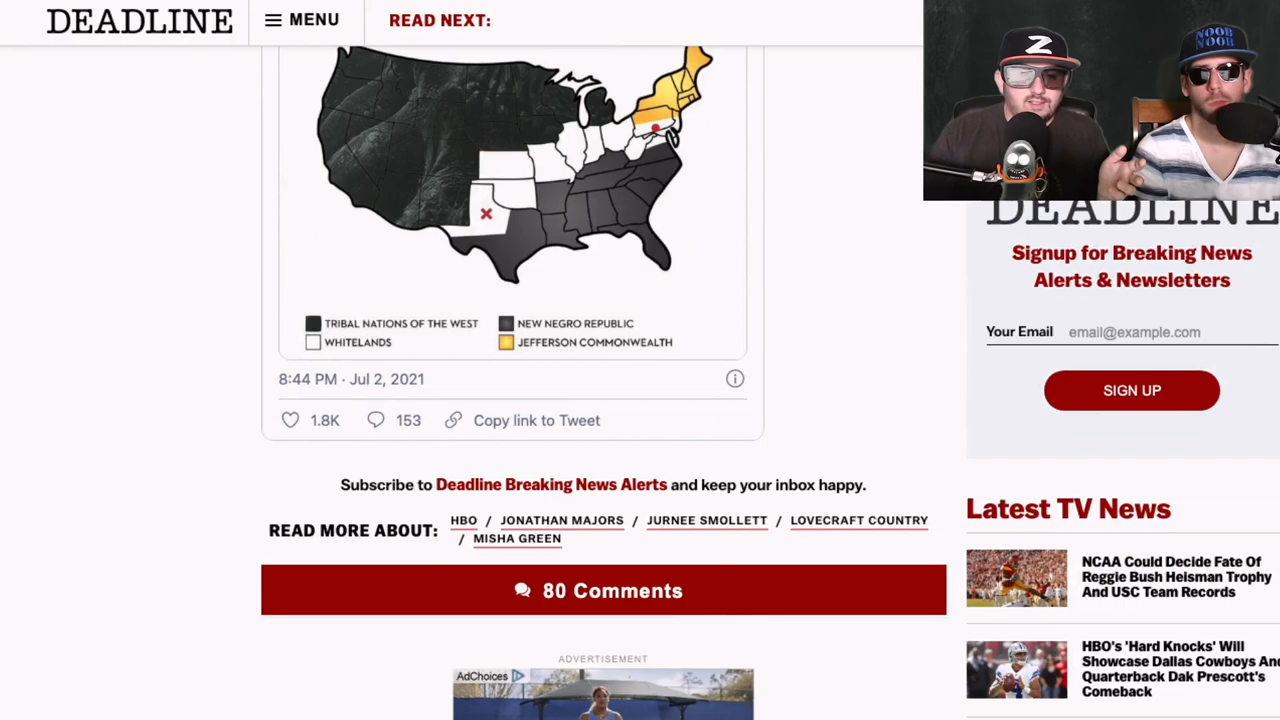 DEADLINE
MENU
READ NEXT:
Z
NOOB
NOOR
TRIBAL NATIONS OF THE WEST
NEW NEGRO REPUBLIC
WHITELANDS
JEFFERSON COMMONWEALTH
8:44 PM · Jul 2, 2021
1.8K
153
Copy link to Tweet
Subscribe to Deadline Breaking News Alerts and keep your inbox happy.
READ MORE ABOUT:
HBO / JONATHAN MAJORS / JURNEE SMOLLETT / LOVECRAFT COUNTRY
/ MISHA GREEN
80 Comments
ADVERTISEMENT
AdChoices
DEADLINE
Signup for Breaking News
Alerts & Newsletters
Your Email
email@example.com
SIGN UP
Latest TV News
NCAA Could Decide Fate Of
Reggie Bush Heisman Trophy
And USC Team Records
HBO's 'Hard Knocks' Will
Showcase Dallas Cowboys An
Quarterback Dak Prescott's
Comeback